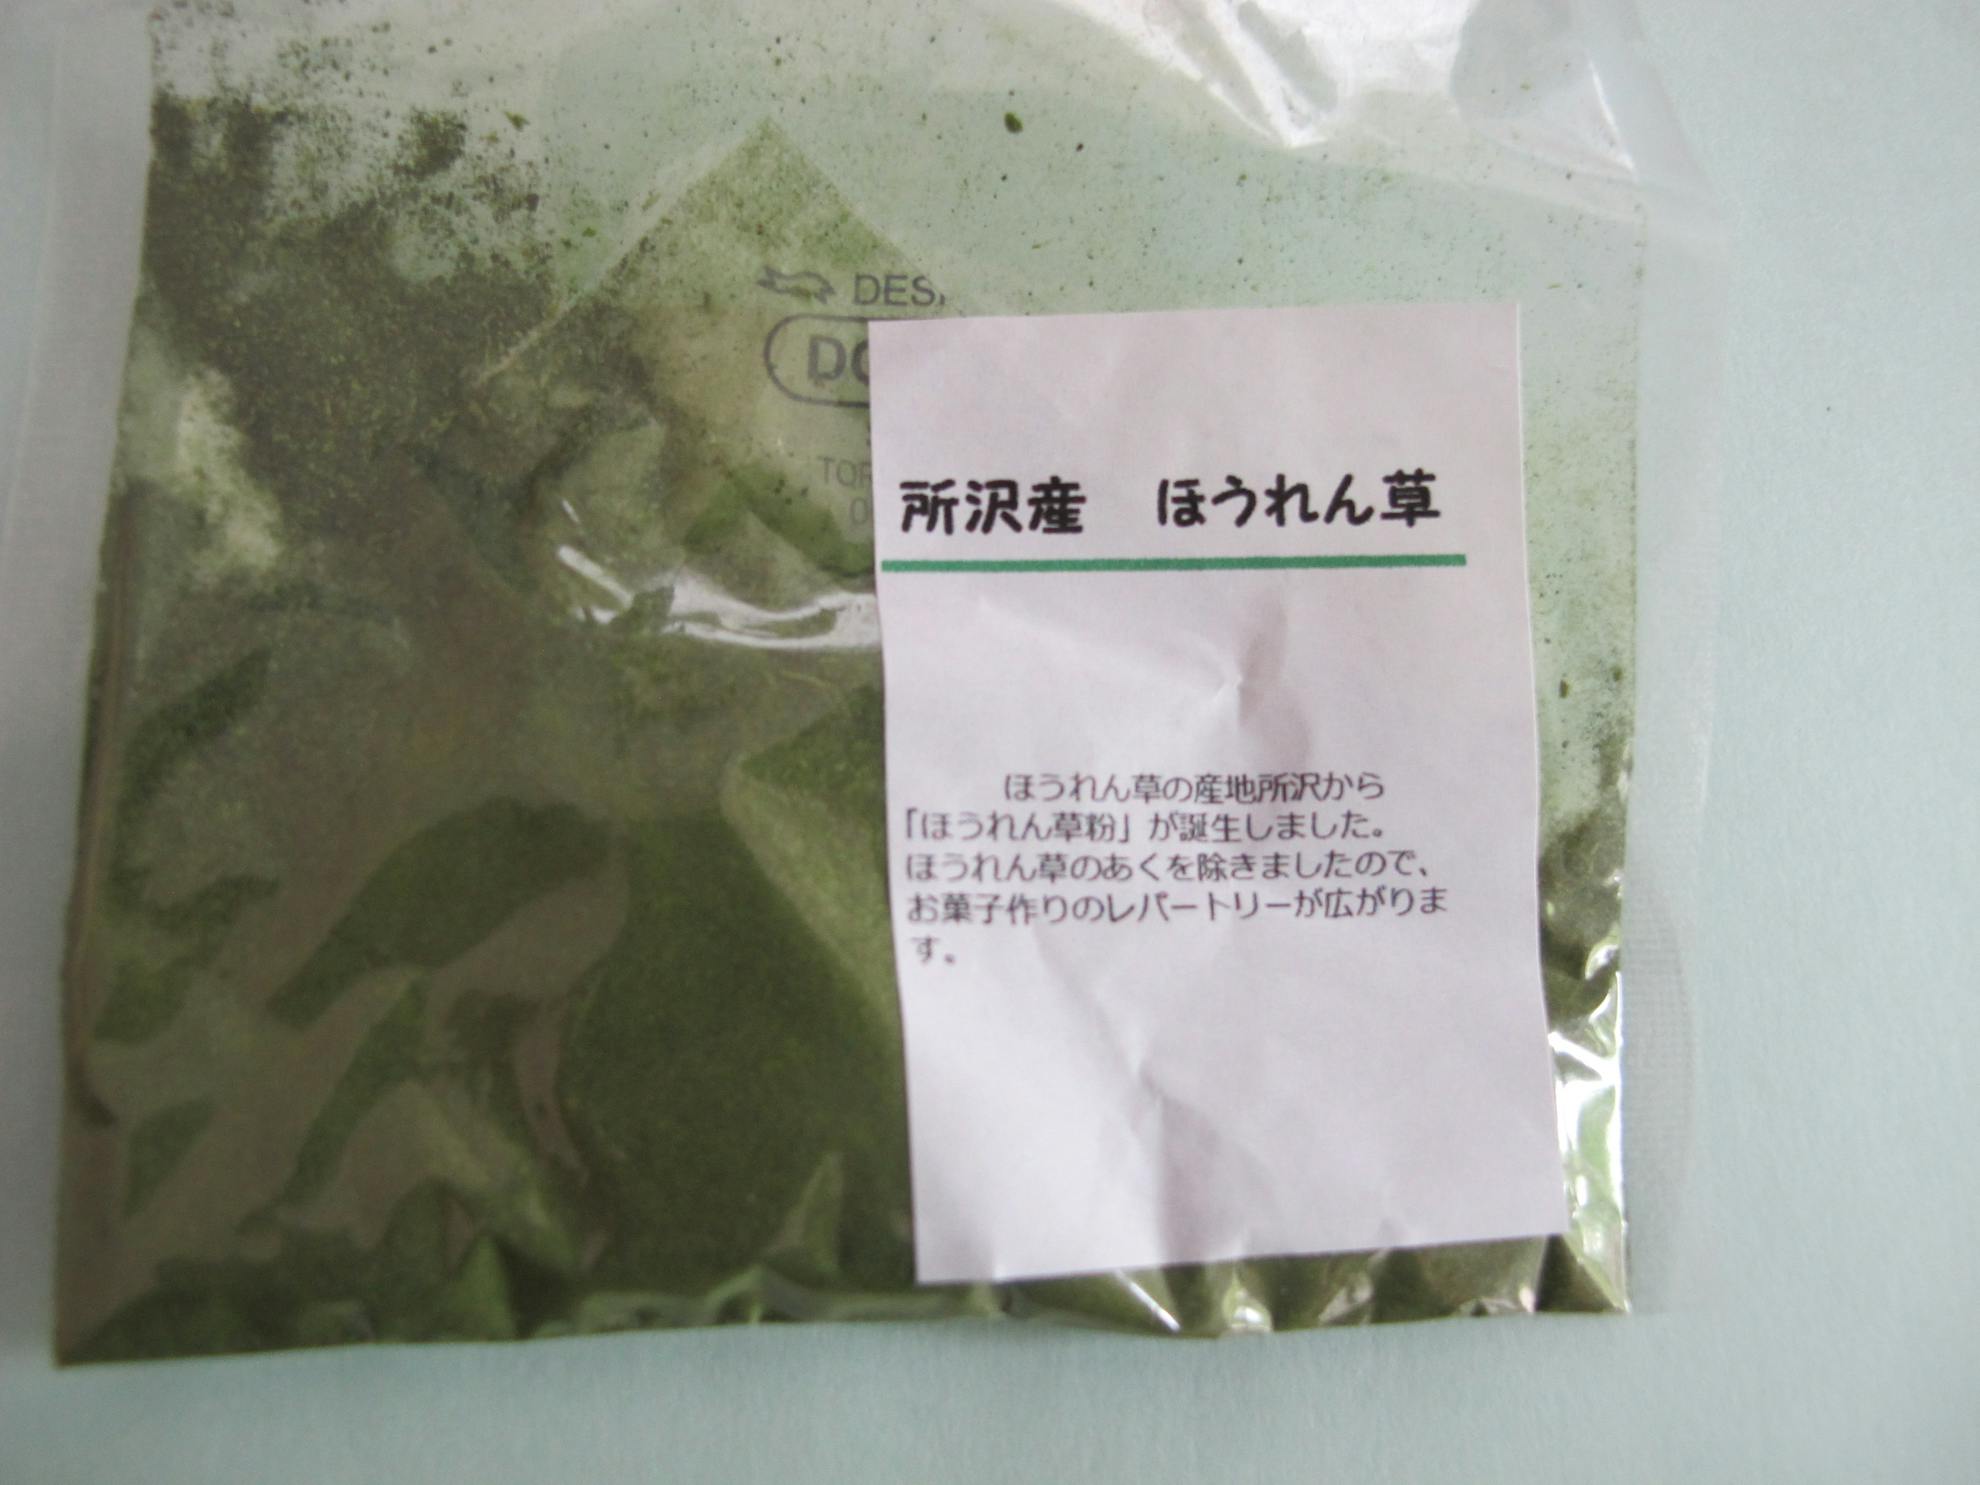 所沢産　ほうれん草
ほうれん草の産地所沢から
「ほうれん草粉」が誕生しました。
ほうれん草のあくを除きましたので、
お菓子作りのレパートリーが広がりま
す。